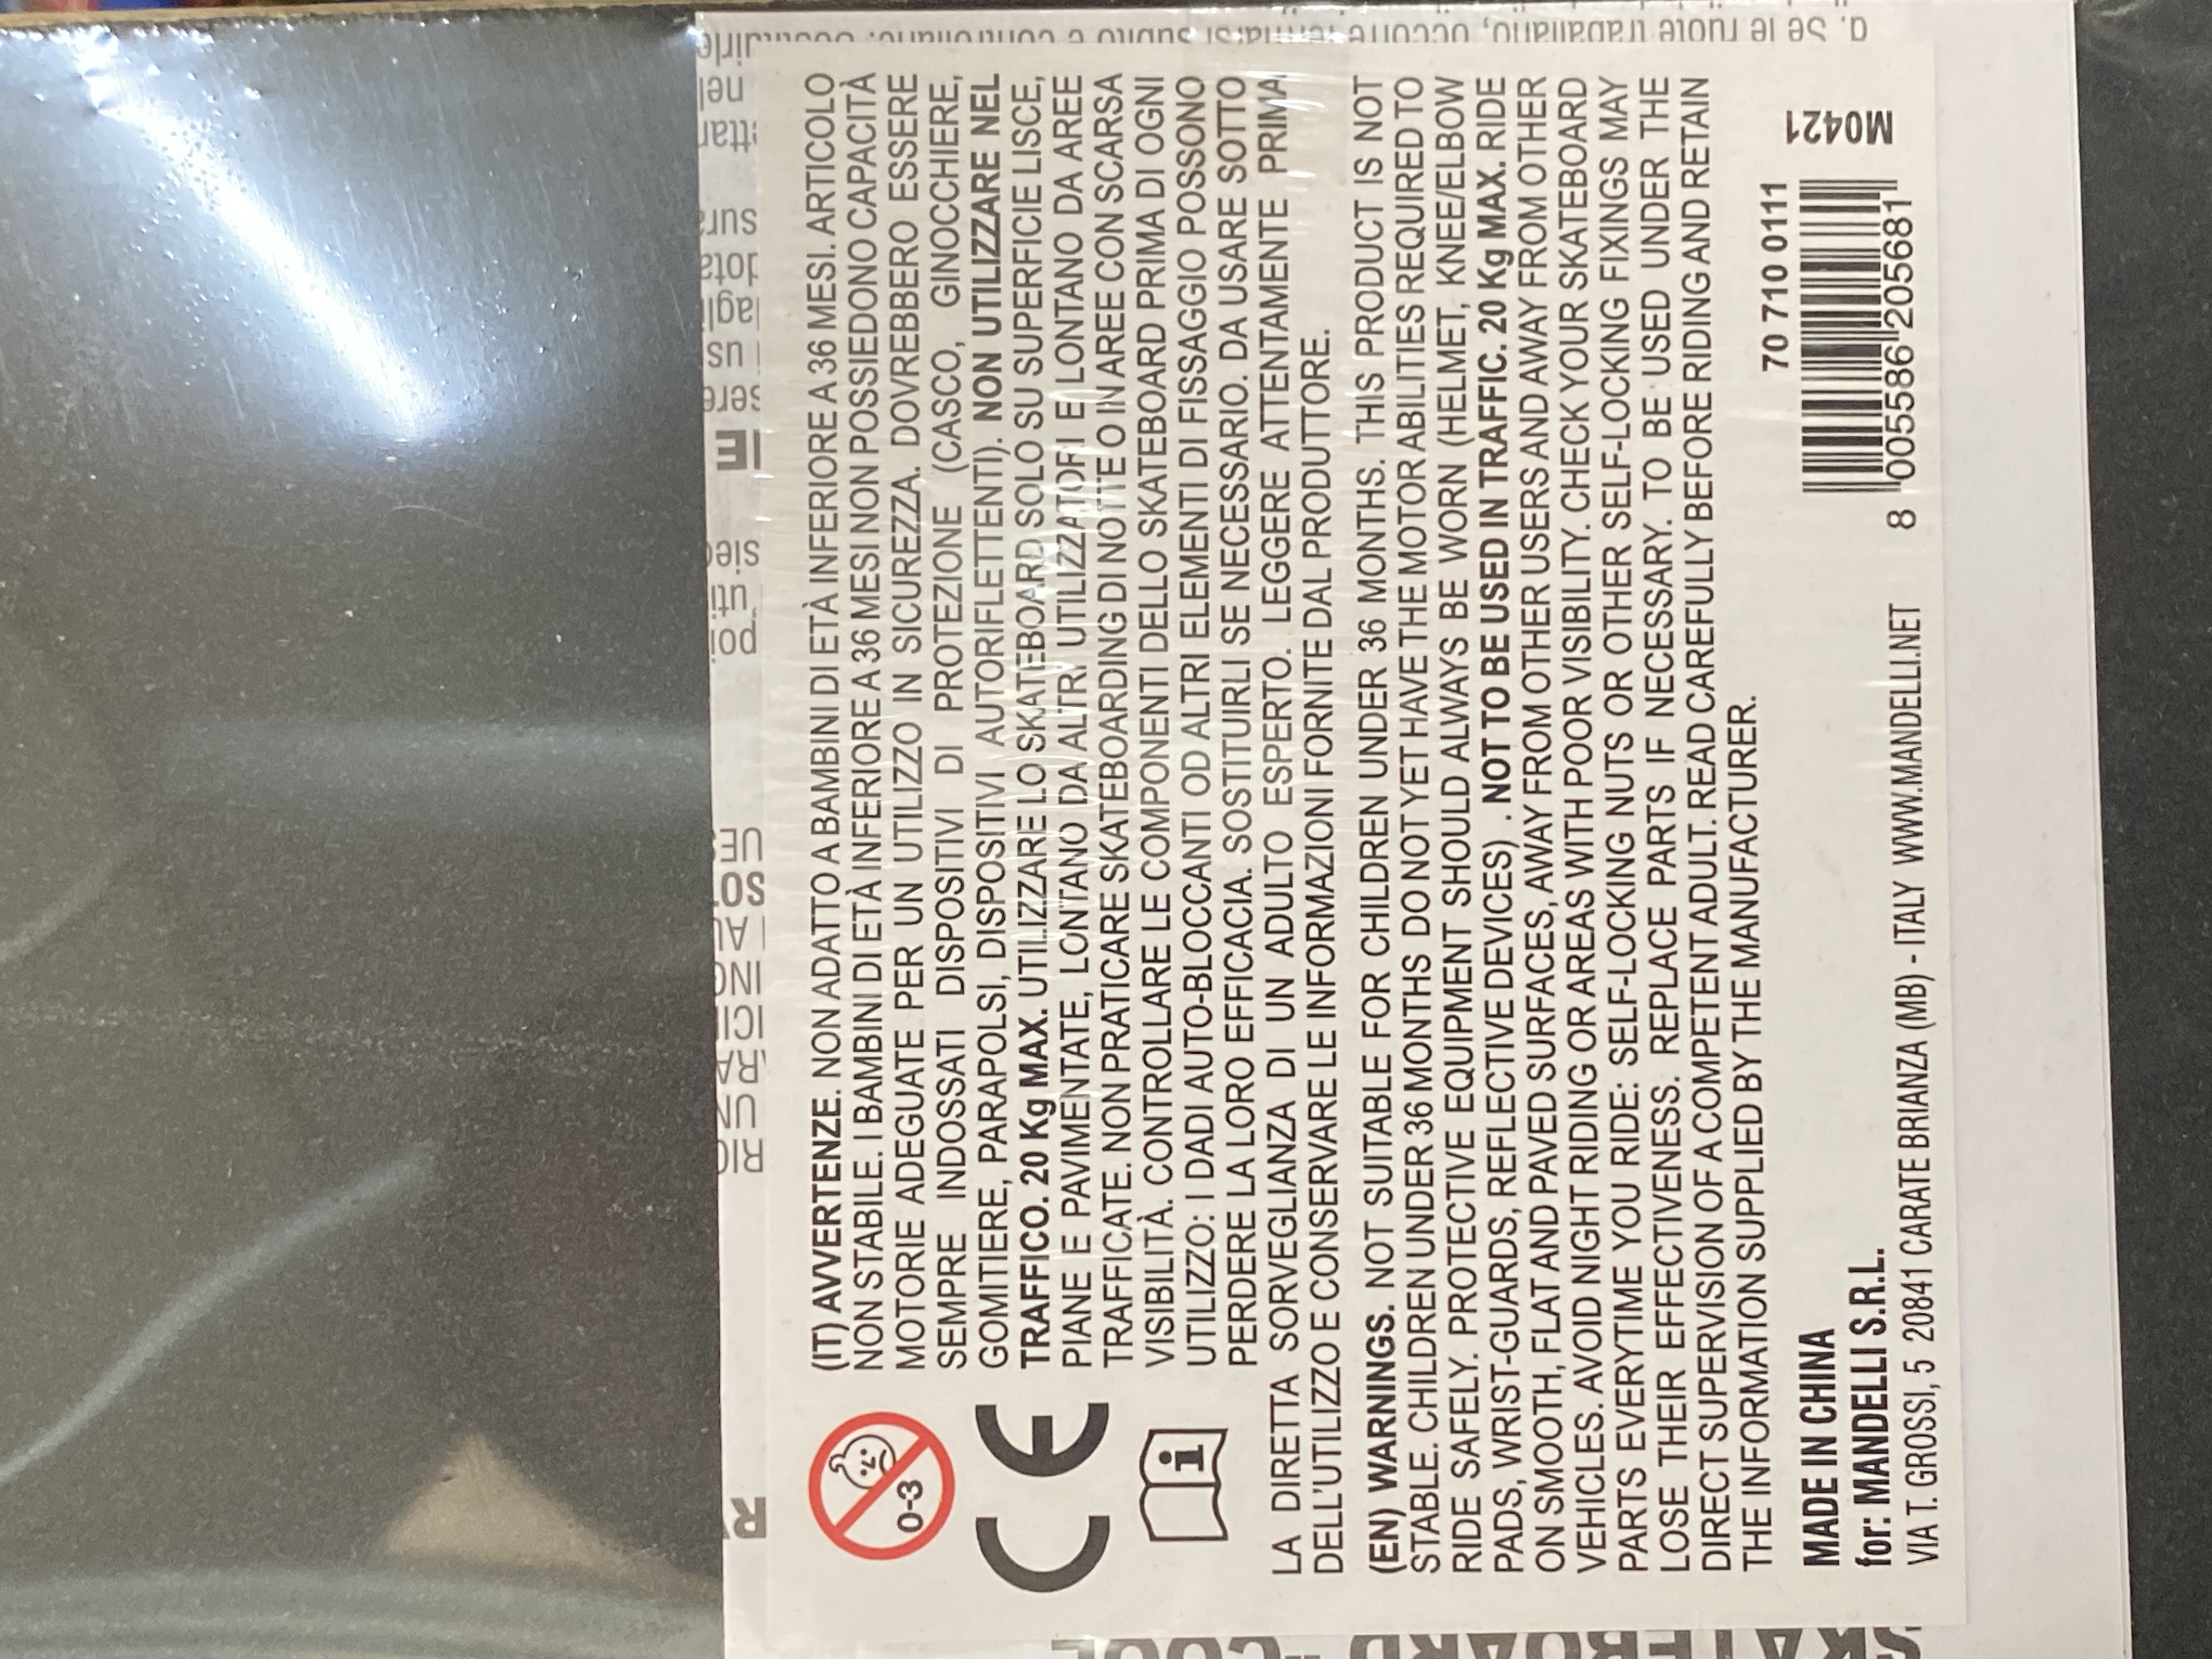 (IT) AVVERTENZE. NON ADATTO A BAMBINI DI ETÀ INFERIORE A 36 MESI. ARTICOLO
NON STABILE. I BAMBINI DI ETÀ INFERIORE A 36 MESI NON POSSIEDONO CAPACITÀ
MOTORIE ADEGUATE PER UN UTILIZZO IN SICUREZZA. DOVREBBERO ESSERE
SEMPRE INDOSSATI DISPOSITIVI DI PROTEZIONE (CASCO, GINOCCHIERE,
GOMITIERE, PARAPOLSI, DISPOSITIVI AUTORIFLETTENTI). NON UTILIZZARE NEL
TRAFFICO. 20 Kg MAX. UTILIZZARE LO SKATEBOARD SOLO SU SUPERFICIE LISCE,
PIANE E PAVIMENTATE, LONTANO DA ALTRI UTILIZZATORI E LONTANO DA AREE
TRAFFICATE. NON PRATICARE SKATEBOARDING DI NOTTE O IN AREE CON SCARSA
VISIBILITÀ. CONTROLLARE LE COMPONENTI DELLO SKATEBOARD PRIMA DI OGNI
UTILIZZO: I DADI AUTO-BLOCCANTI OD ALTRI ELEMENTI DI FISSAGGIO POSSONO
PERDERE LA LORO EFFICACIA. SOSTITUIRLI SE NECESSARIO. DA USARE SOTTO
LA DIRETTA SORVEGLIANZA DI UN ADULTO ESPERTO. LEGGERE ATTENTAMENTE PRIMA
DELL'UTILIZZO E CONSERVARE LE INFORMAZIONI FORNITE DAL PRODUTTORE.
0-3
CE
i
(EN) WARNINGS. NOT SUITABLE FOR CHILDREN UNDER 36 MONTHS. THIS PRODUCT IS NOT
STABLE. CHILDREN UNDER 36 MONTHS DO NOT YET HAVE THE MOTOR ABILITIES REQUIRED TO
RIDE SAFELY. PROTECTIVE EQUIPMENT SHOULD ALWAYS BE WORN (HELMET, KNEE/ELBOW
PADS, WRIST-GUARDS, REFLECTIVE DEVICES) .NOT TO BE USED IN TRAFFIC. 20 Kg MAX. RIDE
ON SMOOTH, FLAT AND PAVED SURFACES, AWAY FROM OTHER USERS AND AWAY FROM OTHER
VEHICLES. AVOID NIGHT RIDING OR AREAS WITH POOR VISIBILITY. CHECK YOUR SKATEBOARD
PARTS EVERYTIME YOU RIDE: SELF-LOCKING NUTS OR OTHER SELF-LOCKING FIXINGS MAY
LOSE THEIR EFFECTIVENESS. REPLACE PARTS IF NECESSARY. TO BE USED UNDER THE
DIRECT SUPERVISION OF A COMPETENT ADULT. READ CAREFULLY BEFORE RIDING AND RETAIN
THE INFORMATION SUPPLIED BY THE MANUFACTURER.
70 710 0111
MADE IN CHINA
for: MANDELLI S.R.L.
VIA T. GROSSI, 5 20841 CARATE BRIANZA (MB) - ITALY WWW.MANDELLI.NET
M0421
8 005586 205681